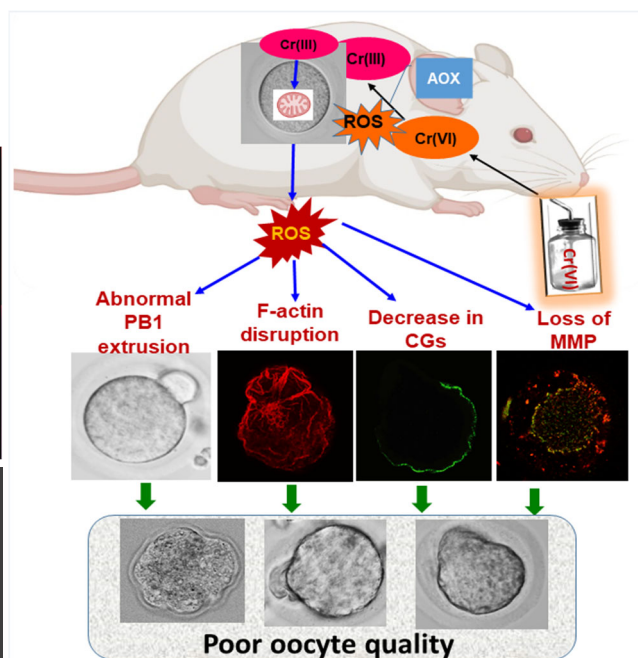 Cr(III)
Cr(III)
AOX
ROS
Cr(VI)
Cr(VI)
ROS
Abnormal
PB1
extrusion
F-actin
disruption
Decrease in
CGs
Loss of
MMP
Poor oocyte quality